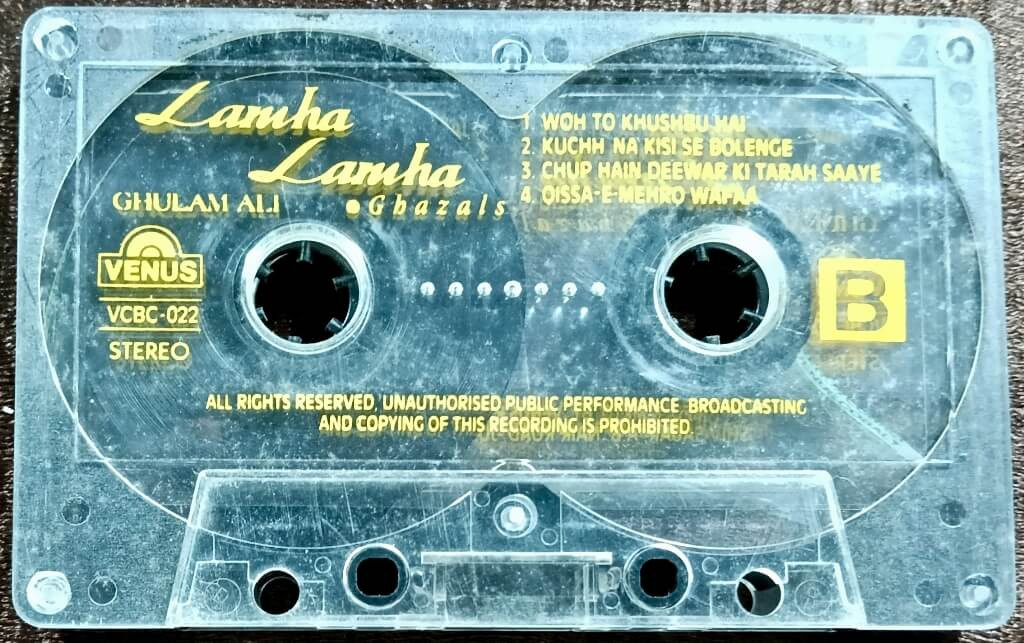 Lamha
Lamha
GHULAM ALI
● Ghazals
1. WOH TO KHUSHBU HAI
2. KUCHH NA KISI SE BOLENGE
3. CHUP HAIN DEEWAR KI TARAH SAAYE
4. QISSA-E-MEHRO WAFAA
VENUS
VCBC-022
STEREO
B
ALL RIGHTS RESERVED, UNAUTHORISED PUBLIC PERFORMANCE, BROADCASTING
AND COPYING OF THIS RECORDING IS PROHIBITED.